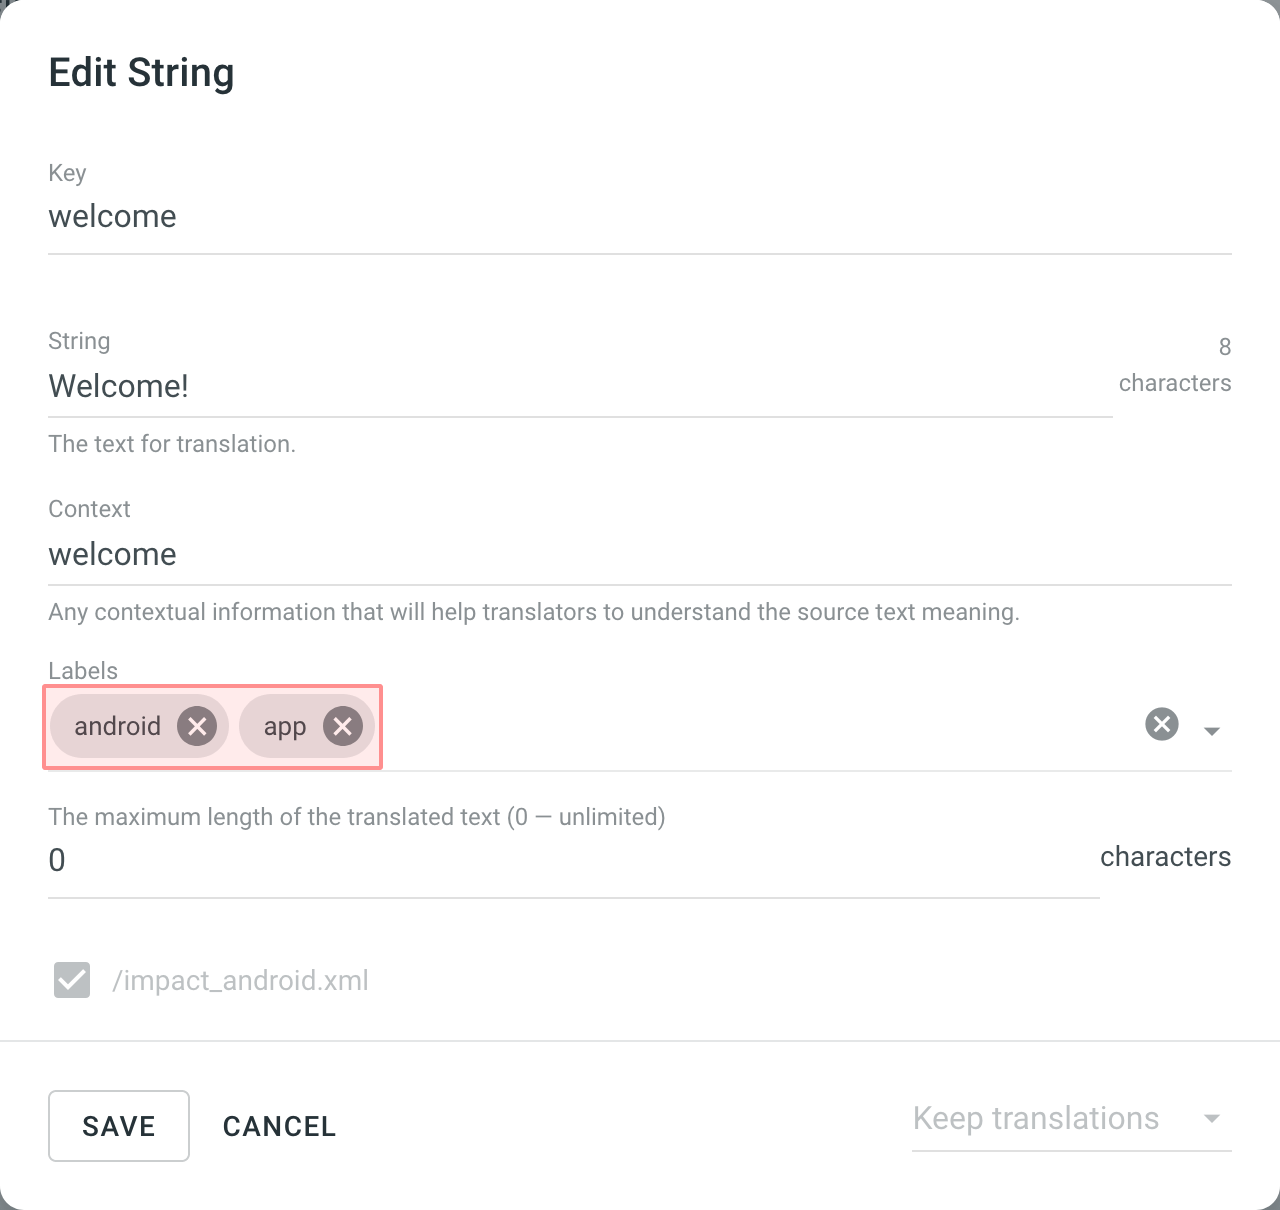 Edit String
Key
welcome
String
8
Welcome!
characters
The text for translation.
Context
welcome
Any contextual information that will help translators to understand the source text meaning.
Labels
android app
The maximum length of the translated text (0 — unlimited)
0 characters
/impact_android.xml
SAVE CANCEL Keep translations